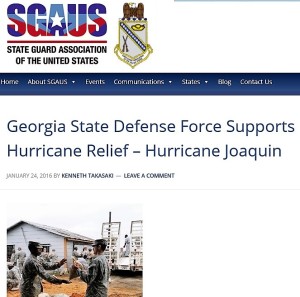 SGAUS
STATE GUARD ASSOCIATION
OF THE UNITED STATES
Home About SGAUS Events Communications States Blog Contact Us
Georgia State Defense Force Supports
Hurricane Relief – Hurricane Joaquin
JANUARY 24, 2016 BY KENNETH TAKASAKI — LEAVE A COMMENT